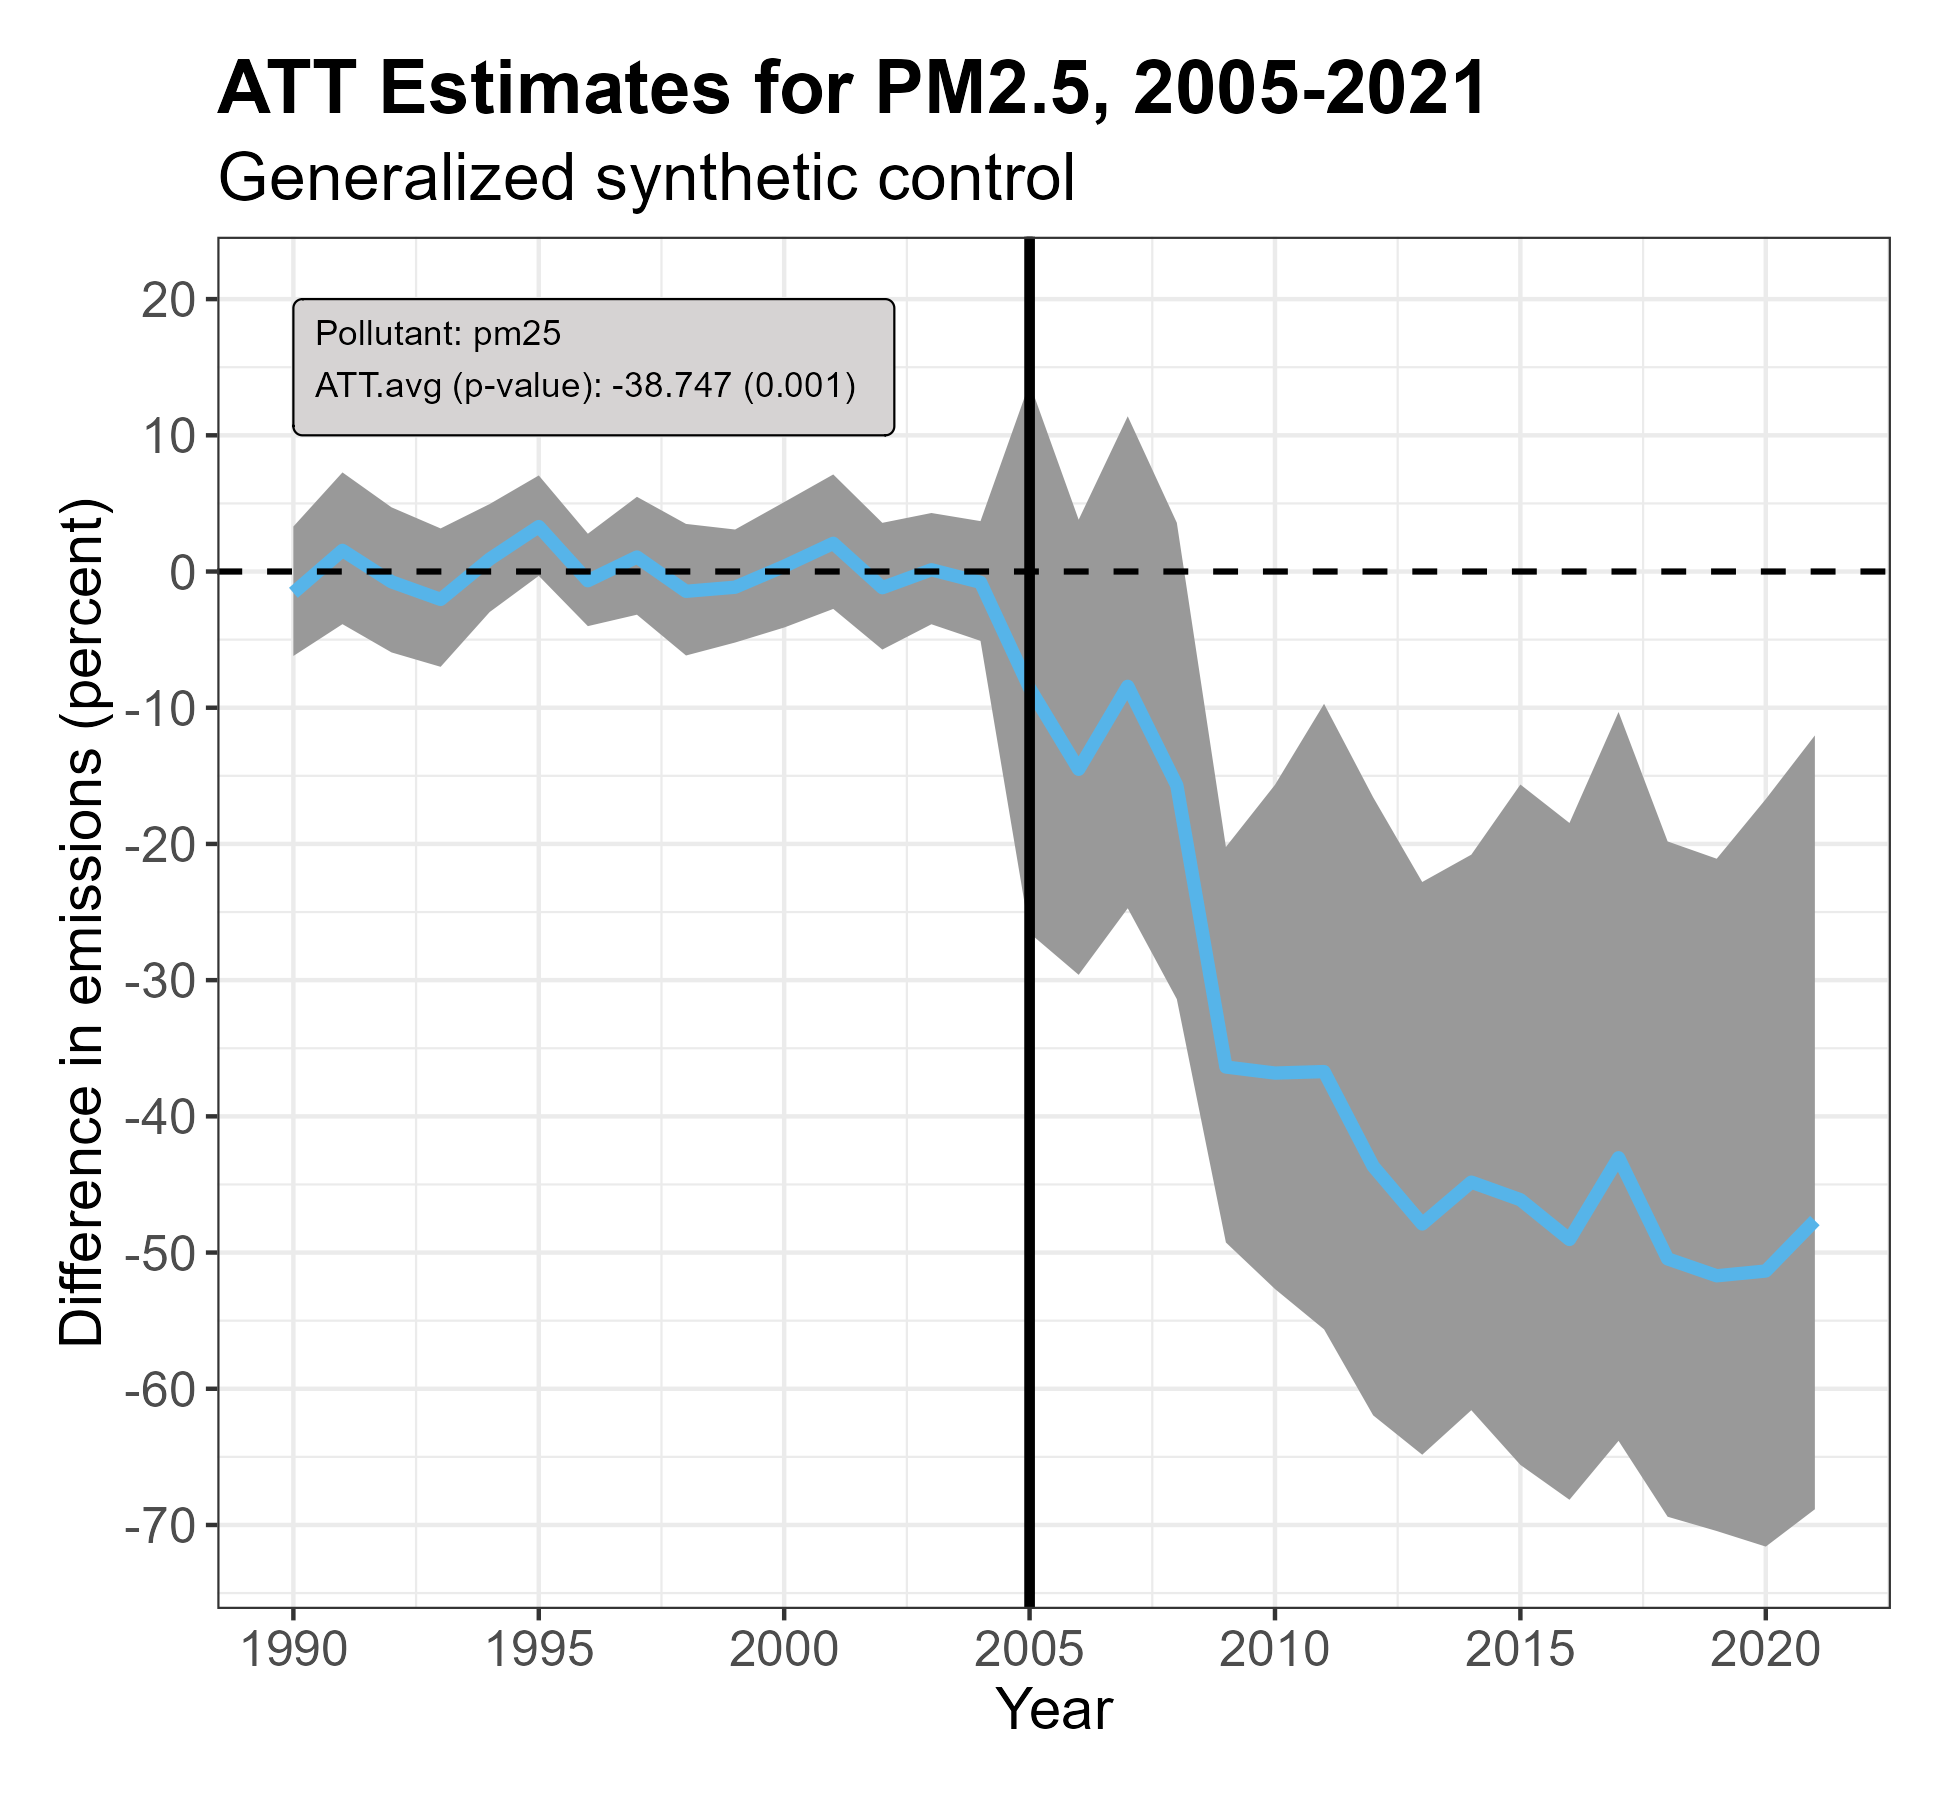 ATT Estimates for PM2.5, 2005-2021
Generalized synthetic control
Pollutant: pm25
ATT.avg (p-value): -38.747 (0.001)
Difference in emissions (percent)
20
10
0
-10
-20
-30
-40
-50
-60
-70
1990 1995 2000 2005 2010 2015 2020
Year